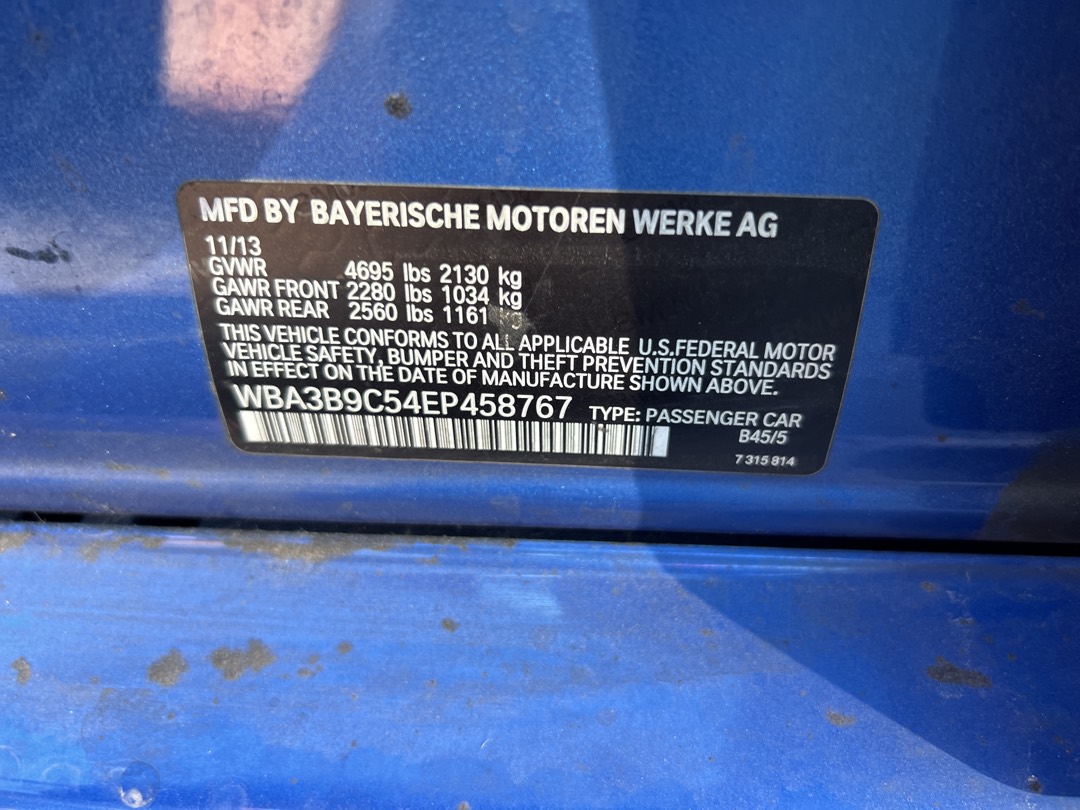 MFD BY BAYERISCHE MOTOREN WERKE AG
11/13
GVWR 4695 lbs 2130 kg
GAWR FRONT 2280 lbs 1034 kg
GAWR REAR 2560 lbs 1161 kg
THIS VEHICLE CONFORMS TO ALL APPLICABLE U.S.FEDERAL MOTOR
VEHICLE SAFETY, BUMPER AND THEFT PREVENTION STANDARDS
IN EFFECT ON THE DATE OF MANUFACTURE SHOWN ABOVE.
WBA3B9C54EP458767 TYPE: PASSENGER CAR
B45/5
7 315 814